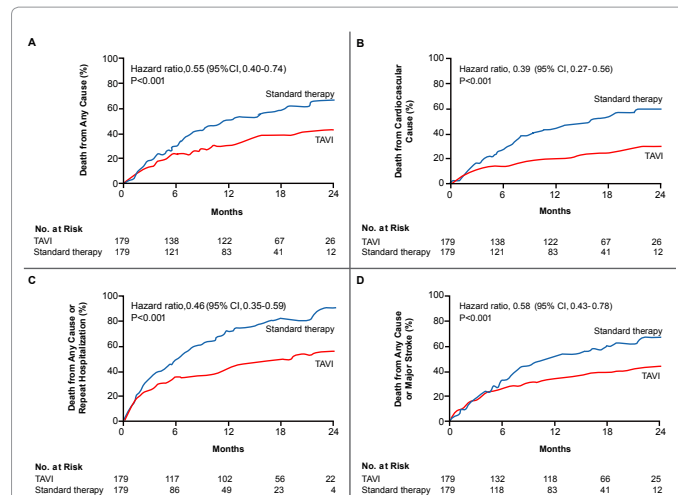 A
Death from Any Cause (%)
100
80
60
40
20
0
Hazard ratio,0.55 (95%CI, 0.40-0.74)
P<0.001
Standard therapy
TAVI
0 6 12 18 24
Months
No. at Risk
TAVI 179 138 122 67 26
Standard therapy 179 121 83 41 12
B
Death from Cardiocascular
Cause (%)
100
80
60
40
20
0
Hazard ratio, 0.39 (95% CI, 0.27-0.56)
P<0.001
Standard therapy
TAVI
0 6 12 18 24
Months
No. at Risk
TAVI 179 138 122 67 26
Standard therapy 179 121 83 41 12
C
Death from Any Cause or
Repeat Hospitalization (%)
100
80
60
40
20
0
Hazard ratio,0.46 (95% CI, 0.35-0.59)
P<0.001
Standard therapy
TAVI
0 6 12 18 24
Months
No. at Risk
TAVI 179 117 102 56 22
Standard therapy 179 86 49 23 4
D
Death from Any Cause
or Major Stroke (%)
100
80
60
40
20
0
Hazard ratio, 0.58 (95% CI, 0.43-0.78)
P<0.001
Standard therapy
TAVI
0 6 12 18 24
Months
No. at Risk
TAVI 179 132 118 66 25
Standard therapy 179 118 83 41 12